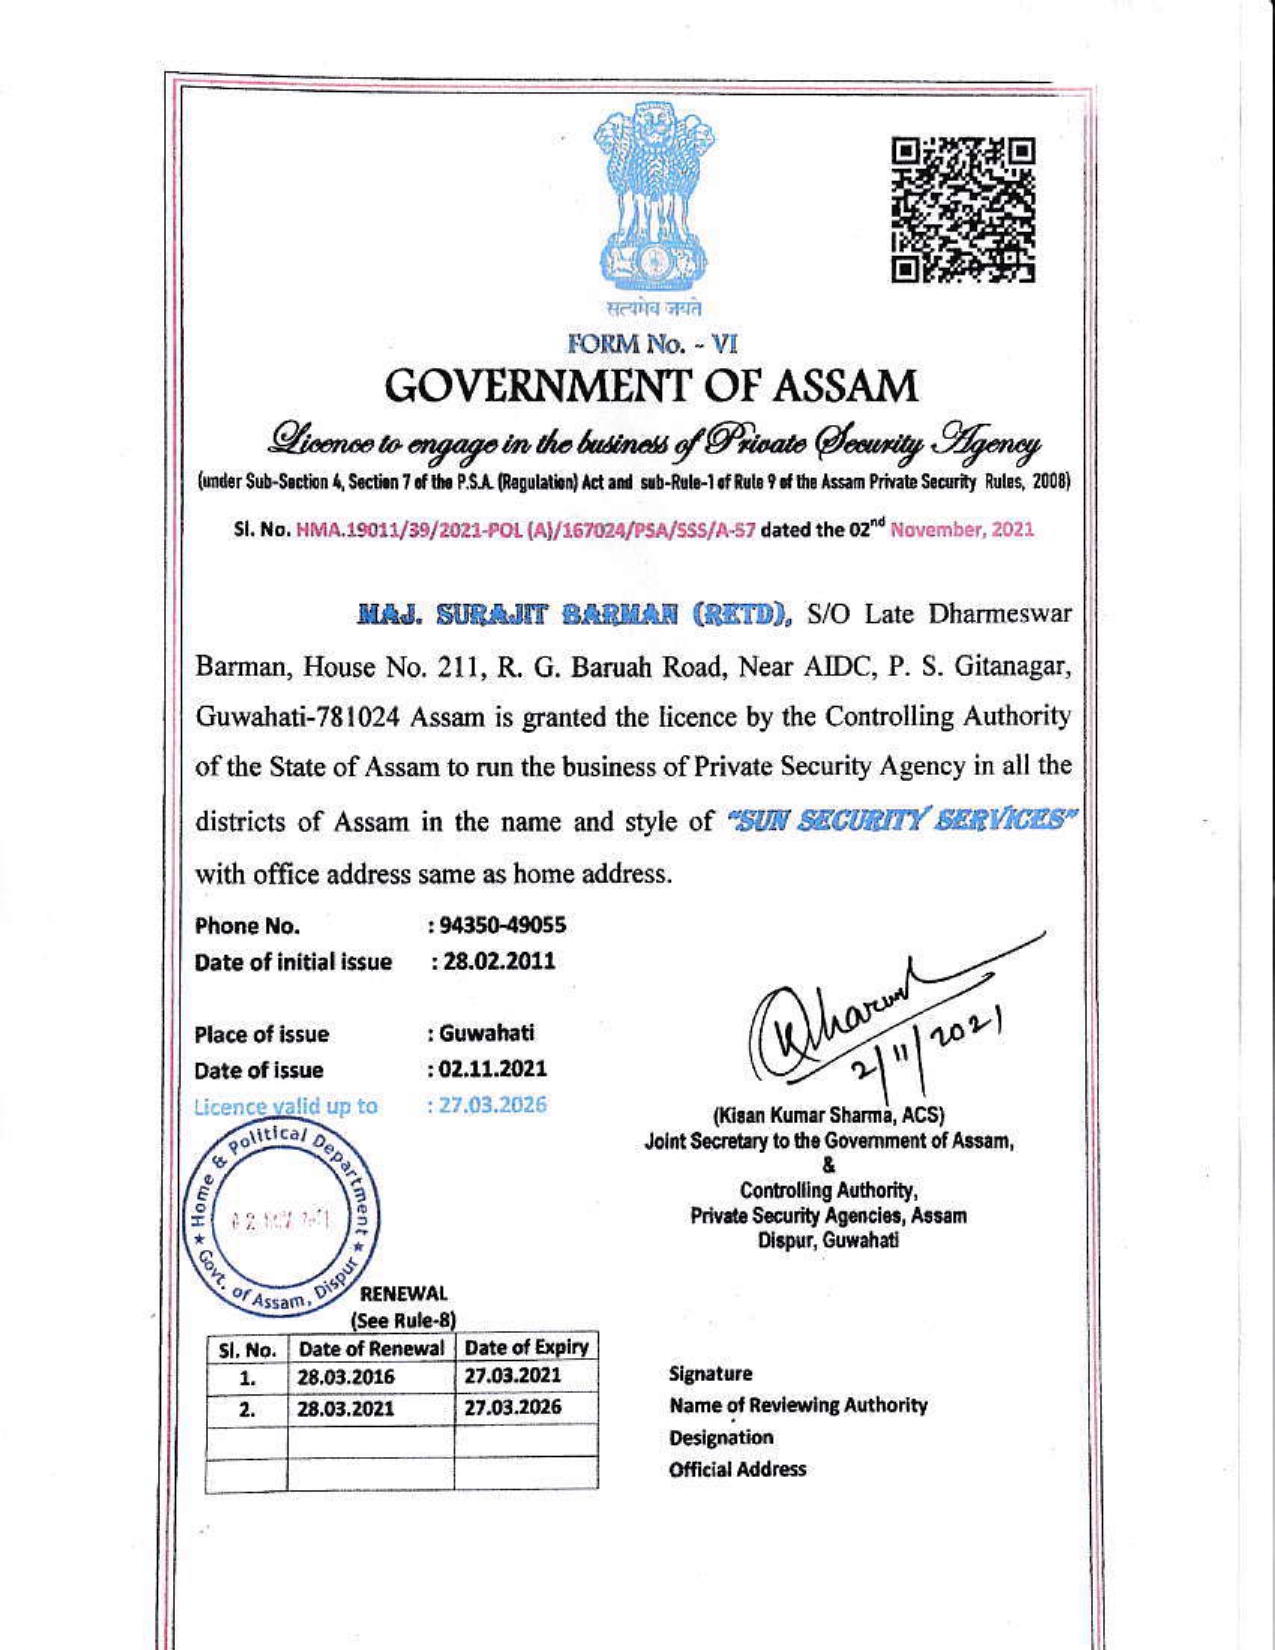 सत्यमेव जयते
FORM No. - VI
GOVERNMENT OF ASSAM
Licence to engage in the business of Private Security Agency
(under Sub-Section 4, Section 7 of the P.S.A. (Regulation) Act and sub-Rule-1 of Rule 9 of the Assam Private Security Rules, 2008)
Sl. No. HMA.19011/39/2021-POL (A)/167024/PSA/SSS/A-57 dated the 02nd November, 2021
MAJ. SURAJIT BARMAN (RETD), S/O Late Dharmeswar
Barman, House No. 211, R. G. Baruah Road, Near AIDC, P. S. Gitanagar,
Guwahati-781024 Assam is granted the licence by the Controlling Authority
of the State of Assam to run the business of Private Security Agency in all the
districts of Assam in the name and style of "SUN SECURITY SERVICES"
with office address same as home address.
Phone No. : 94350-49055
Date of initial issue : 28.02.2011
Place of issue : Guwahati
Date of issue : 02.11.2021
Licence valid up to : 27.03.2026
2/11/2021
(Kisan Kumar Sharma, ACS)
Joint Secretary to the Government of Assam,
&
Controlling Authority,
Private Security Agencies, Assam
Dispur, Guwahati
Home & Political Department
Govt. of Assam, Dispur
RENEWAL
(See Rule-8)
Sl. No. Date of Renewal Date of Expiry
1. 28.03.2016 27.03.2021
2. 28.03.2021 27.03.2026
Signature
Name of Reviewing Authority
Designation
Official Address